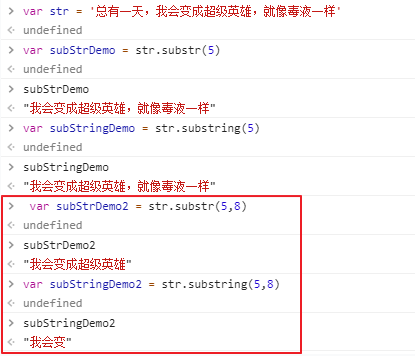 > var str = '总有一天，我会变成超级英雄，就像毒液一样'
< undefined
> var subStrDemo = str.substr(5)
< undefined
> subStrDemo
< "我会变成超级英雄，就像毒液一样"
> var subStringDemo = str.substring(5)
< undefined
> subStringDemo
< "我会变成超级英雄，就像毒液一样"
> var subStrDemo2 = str.substr(5,8)
< undefined
> subStrDemo2
< "我会变成超级英雄"
> var subStringDemo2 = str.substring(5,8)
< undefined
> subStringDemo2
< "我会变"